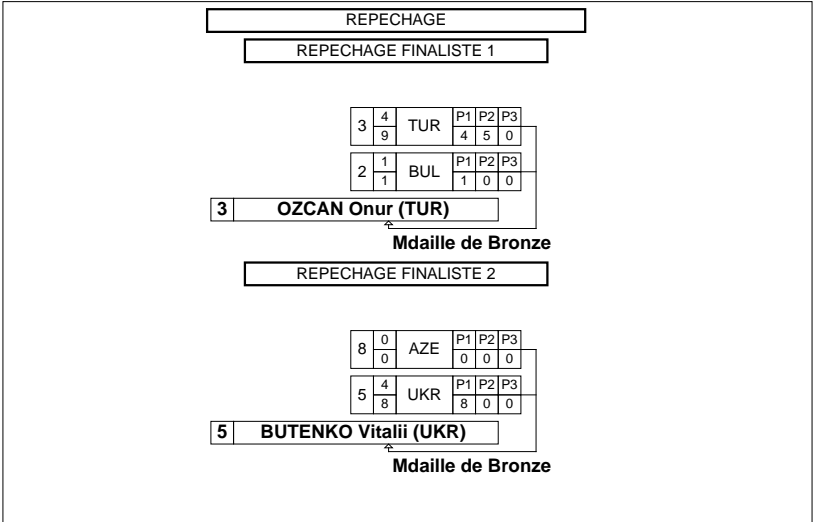 REPECHAGE
REPECHAGE FINALISTE 1
3 4 TUR P1 P2 P3
9 4 5 0
2 1 BUL P1 P2 P3
1 1 0 0
3 OZCAN Onur (TUR)
Mdaille de Bronze
REPECHAGE FINALISTE 2
8 0 AZE P1 P2 P3
0 0 0 0
5 4 UKR P1 P2 P3
8 8 0 0
5 BUTENKO Vitalii (UKR)
Mdaille de Bronze